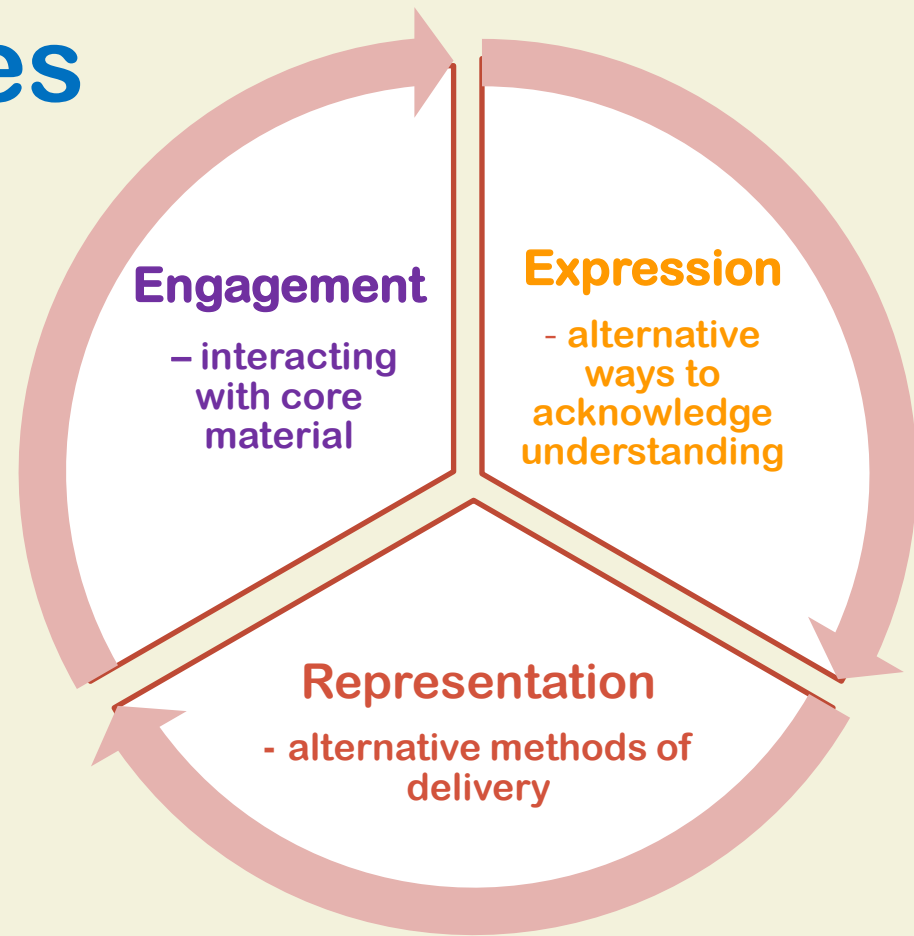 es
Engagement
– interacting
with core
material
Expression
- alternative
ways to
acknowledge
understanding
Representation
- alternative methods of
delivery